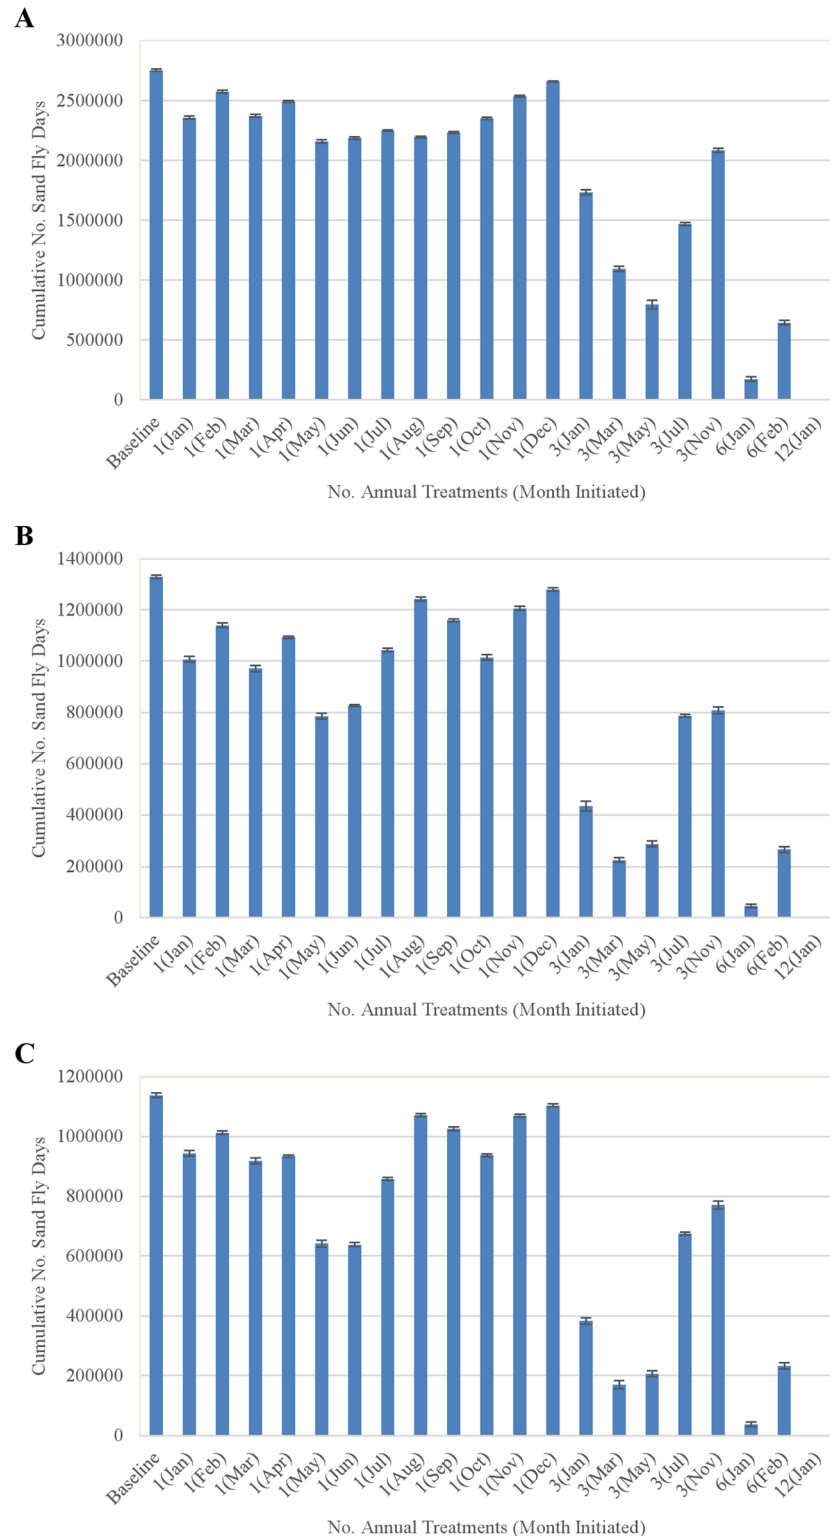 A
3000000
2500000
2000000
1500000
1000000
500000
0
Cumulative No. Sand Fly Days
Baseline
1(Jan)
1(Feb)
1(Mar)
1(Apr)
1(May)
1(Jun)
1(Jul)
1(Aug)
1(Sep)
1(Oct)
1(Nov)
1(Dec)
3(Jan)
3(Mar)
3(May)
3(Jul)
3(Nov)
6(Jan)
6(Feb)
12(Jan)
No. Annual Treatments (Month Initiated)
B
1400000
1200000
1000000
800000
600000
400000
200000
0
Cumulative No. Sand Fly Days
Baseline
1(Jan)
1(Feb)
1(Mar)
1(Apr)
1(May)
1(Jun)
1(Jul)
1(Aug)
1(Sep)
1(Oct)
1(Nov)
1(Dec)
3(Jan)
3(Mar)
3(May)
3(Jul)
3(Nov)
6(Jan)
6(Feb)
12(Jan)
No. Annual Treatments (Month Initiated)
C
1200000
1000000
800000
600000
400000
200000
0
Cumulative No. Sand Fly Days
Baseline
1(Jan)
1(Feb)
1(Mar)
1(Apr)
1(May)
1(Jun)
1(Jul)
1(Aug)
1(Sep)
1(Oct)
1(Nov)
1(Dec)
3(Jan)
3(Mar)
3(May)
3(Jul)
3(Nov)
6(Jan)
6(Feb)
12(Jan)
No. Annual Treatments (Month Initiated)